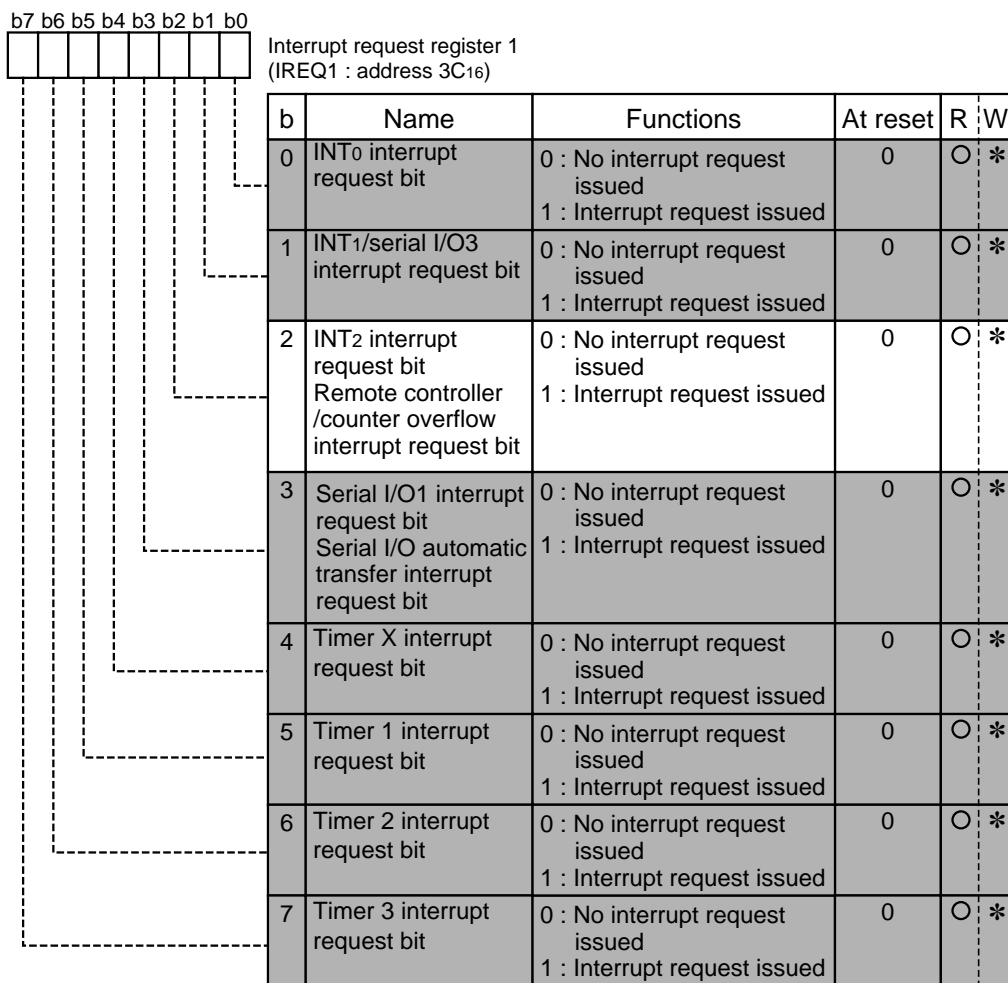 b7 b6 b5 b4 b3 b2 b1 b0
Interrupt request register 1
(IREQ1 : address 3C16)
b Name Functions At reset R W
0 INT0 interrupt
request bit
0 : No interrupt request
issued
1 : Interrupt request issued
0 ○ ✻
1 INT1/serial I/O3
interrupt request bit
0 : No interrupt request
issued
1 : Interrupt request issued
0 ○ ✻
2 INT2 interrupt
request bit
Remote controller
/counter overflow
interrupt request bit
0 : No interrupt request
issued
1 : Interrupt request issued
0 ○ ✻
3 Serial I/O1 interrupt
request bit
Serial I/O automatic
transfer interrupt
request bit
0 : No interrupt request
issued
1 : Interrupt request issued
0 ○ ✻
4 Timer X interrupt
request bit
0 : No interrupt request
issued
1 : Interrupt request issued
0 ○ ✻
5 Timer 1 interrupt
request bit
0 : No interrupt request
issued
1 : Interrupt request issued
0 ○ ✻
6 Timer 2 interrupt
request bit
0 : No interrupt request
issued
1 : Interrupt request issued
0 ○ ✻
7 Timer 3 interrupt
request bit
0 : No interrupt request
issued
1 : Interrupt request issued
0 ○ ✻